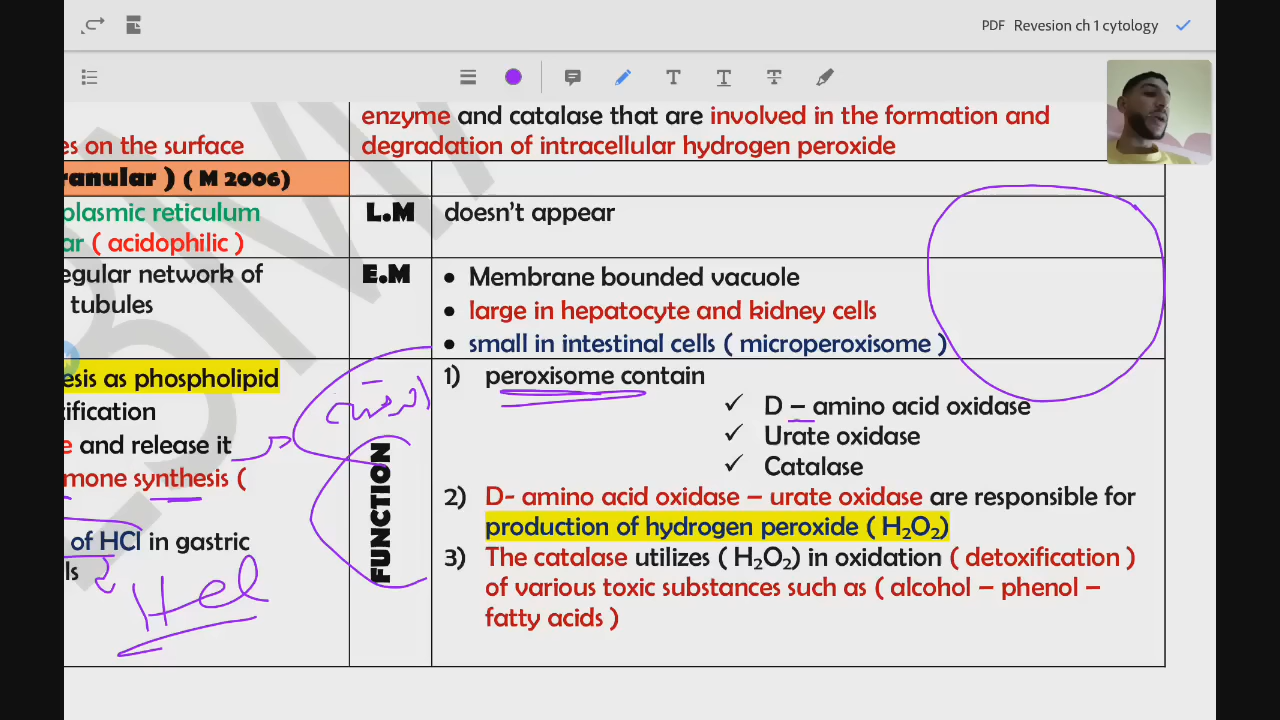 PDF Revesion ch 1 cytology
enzyme and catalase that are involved in the formation and
degradation of intracellular hydrogen peroxide
es on the surface
ranular ) ( M 2006)
plasmic reticulum
ar ( acidophilic )
egular network of
tubules
esis as phospholipid
tification
e and release it
mone synthesis (
of HCl in gastric
ls
Hcl
L.M doesn't appear
E.M
• Membrane bounded vacuole
• large in hepatocyte and kidney cells
• small in intestinal cells ( microperoxisome )
FUNCTION
1) peroxisome contain
✓ D – amino acid oxidase
✓ Urate oxidase
✓ Catalase
2) D- amino acid oxidase – urate oxidase are responsible for
production of hydrogen peroxide ( H₂O₂)
3) The catalase utilizes ( H₂O₂) in oxidation ( detoxification )
of various toxic substances such as ( alcohol – phenol –
fatty acids )